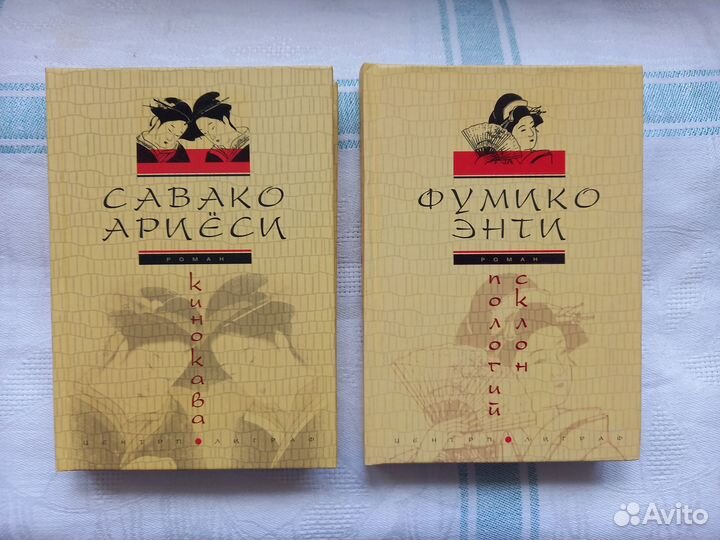 САВАКО
АРИЁСИ
РОМАН
кинокава
ЦЕНТРПОЛИГРАФ
ФУМИКО
ЭНТИ
РОМАН
пологий
склон
ЦЕНТРПОЛИГРАФ
Avito